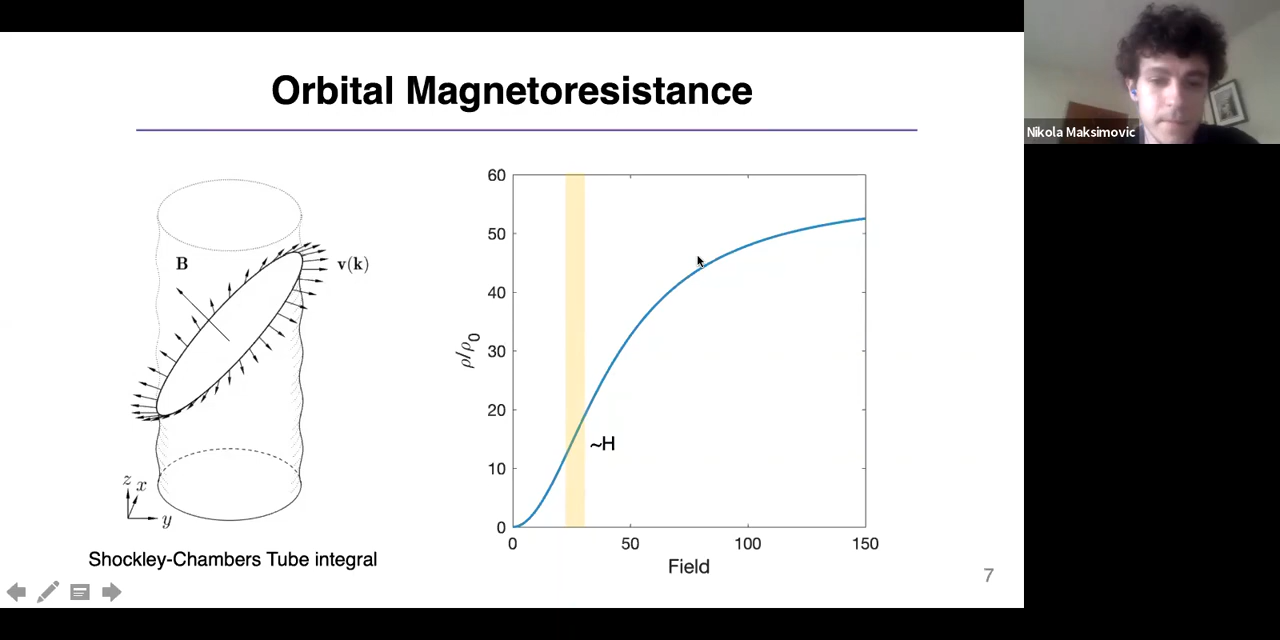 Orbital Magnetoresistance
Nikola Maksimovic
B
v(k)
z
x
y
Shockley-Chambers Tube integral
ρ/ρ0
60
50
40
30
20
10
0
~H
0 50 100 150
Field
7